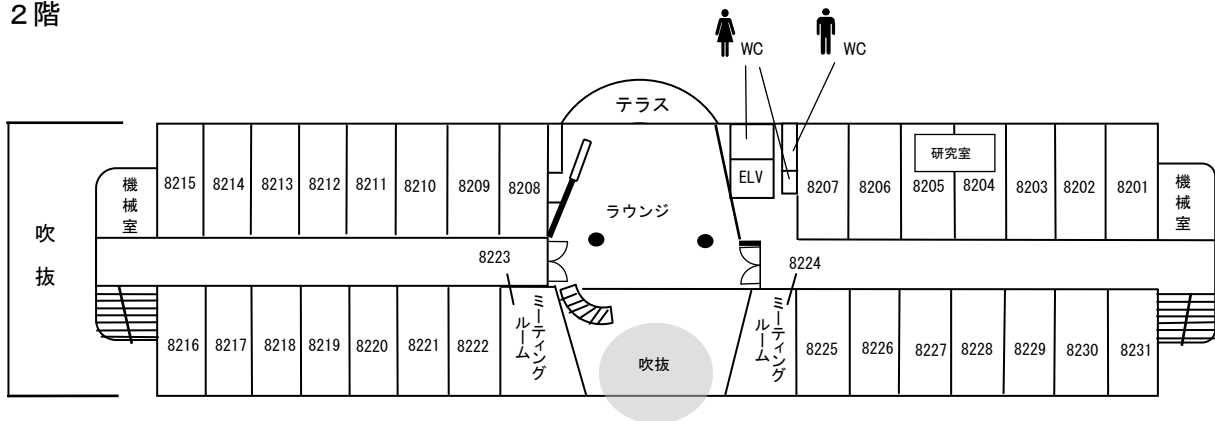 ２階
WC
WC
テラス
8215
8214
8213
8212
8211
8210
8209
8208
ELV
8207
8206
8205
8204
研究室
8203
8202
8201
機械室
機械室
吹抜
ラウンジ
8223
8224
8216
8217
8218
8219
8220
8221
8222
ミーティング
ルーム
吹抜
ミーティング
ルーム
8225
8226
8227
8228
8229
8230
8231